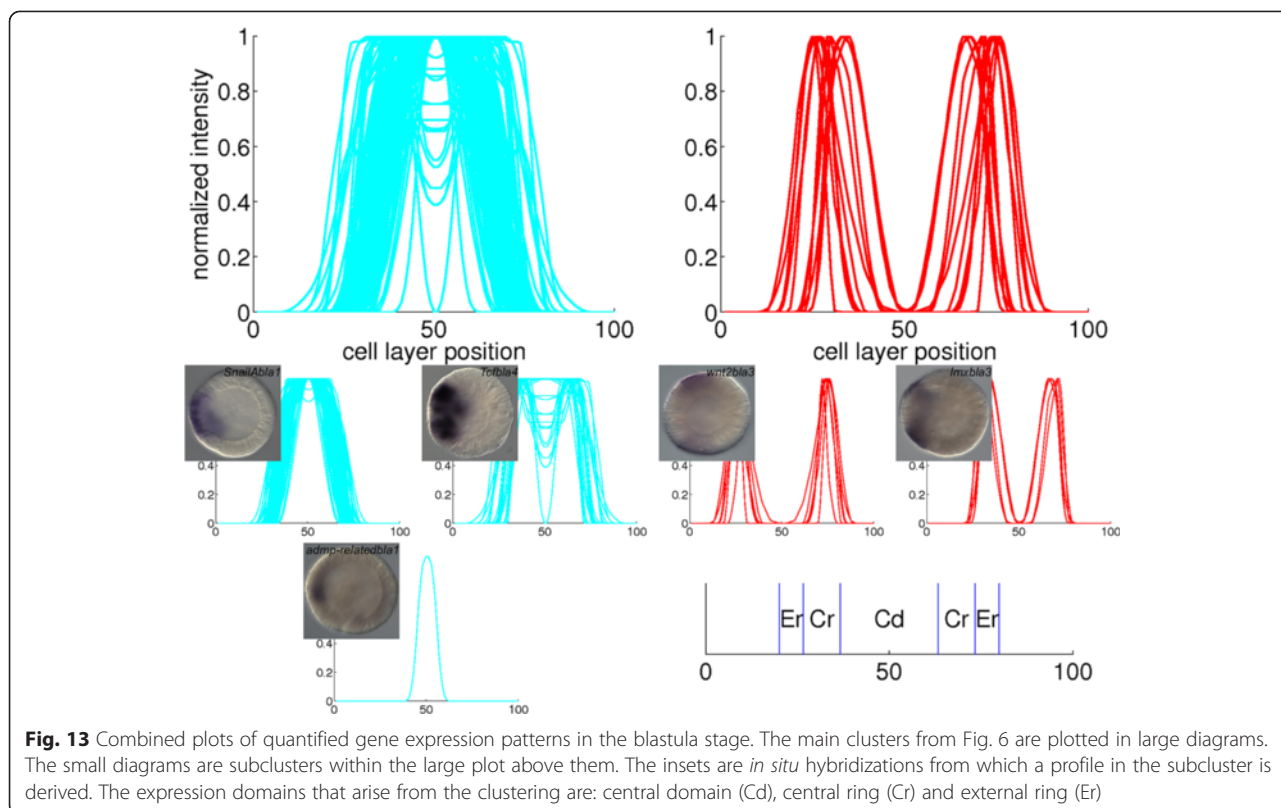 1
0.8
0.6
0.4
0.2
0
normalized intensity
0 50 100
cell layer position
1
0.8
0.6
0.4
0.2
0
0 50 100
cell layer position
SnailAbla1
0.4
0.2
0
0 50 100
Tcfbla4
0.4
0.2
0
0 50 100
wnt2bla3
0.4
0.2
0
0 50 100
lmxbla3
0.4
0.2
0
0 50 100
admp-relatedbla1
0.4
0.2
0
0 50 100
Er Cr Cd Cr Er
0 50 100
Fig. 13 Combined plots of quantified gene expression patterns in the blastula stage. The main clusters from Fig. 6 are plotted in large diagrams.
The small diagrams are subclusters within the large plot above them. The insets are in situ hybridizations from which a profile in the subcluster is
derived. The expression domains that arise from the clustering are: central domain (Cd), central ring (Cr) and external ring (Er)